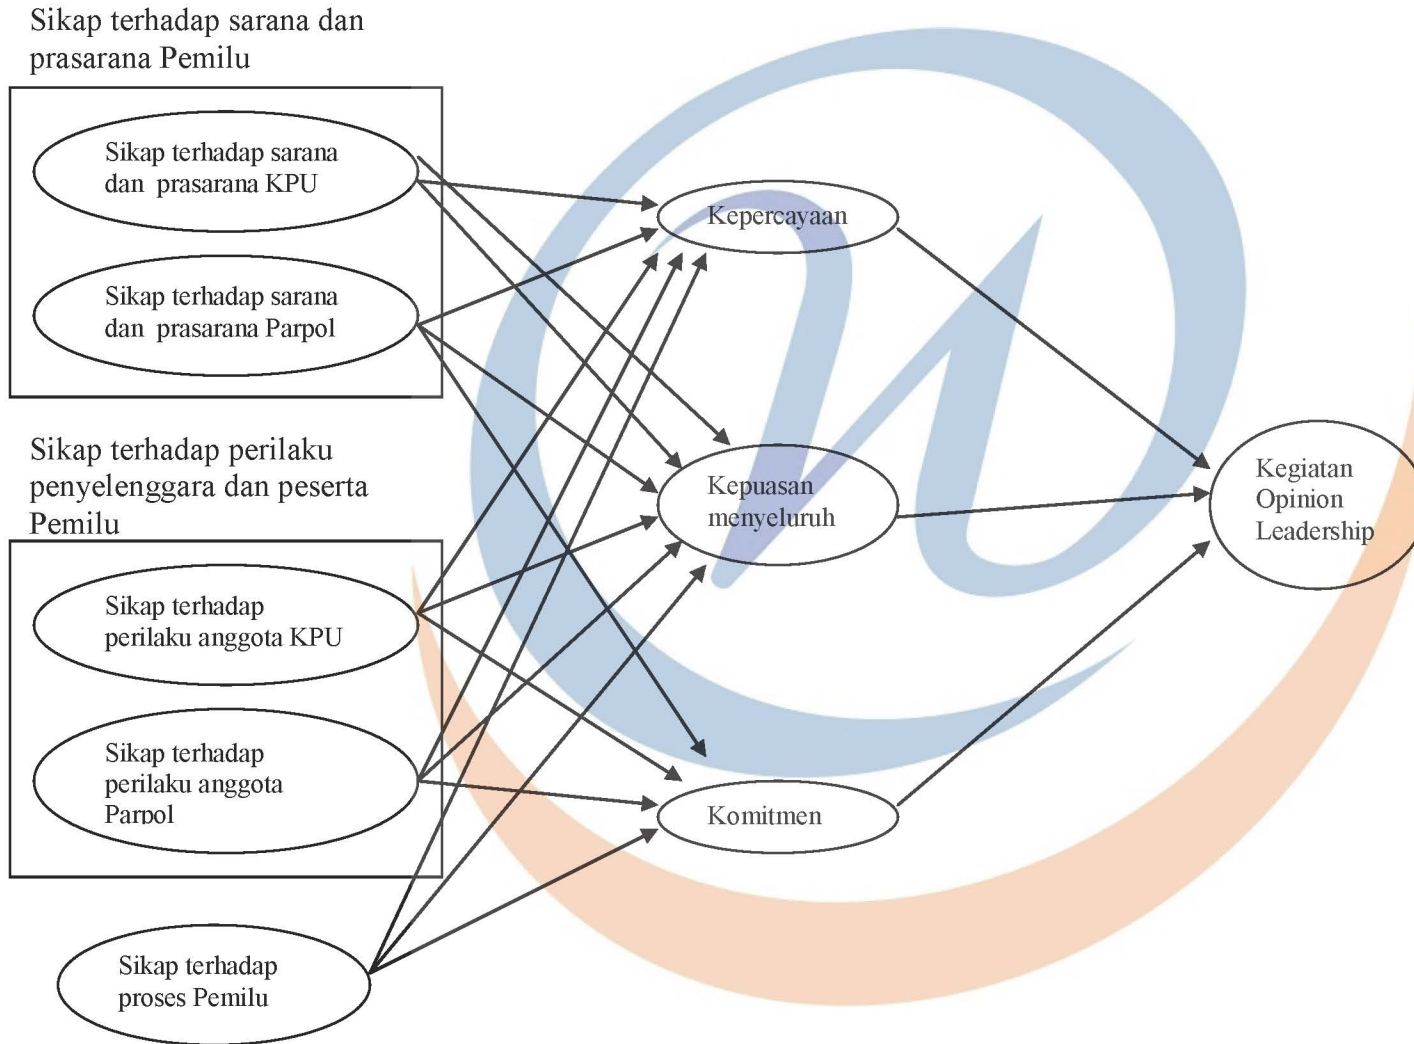 Sikap terhadap sarana dan
prasarana Pemilu
Sikap terhadap sarana
dan prasarana KPU
Sikap terhadap sarana
dan prasarana Parpol
Sikap terhadap perilaku
penyelenggara dan peserta
Pemilu
Sikap terhadap
perilaku anggota KPU
Sikap terhadap
perilaku anggota
Parpol
Sikap terhadap
proses Pemilu
Kepercayaan
Kepuasan
menyeluruh
Komitmen
Kegiatan
Opinion
Leadership